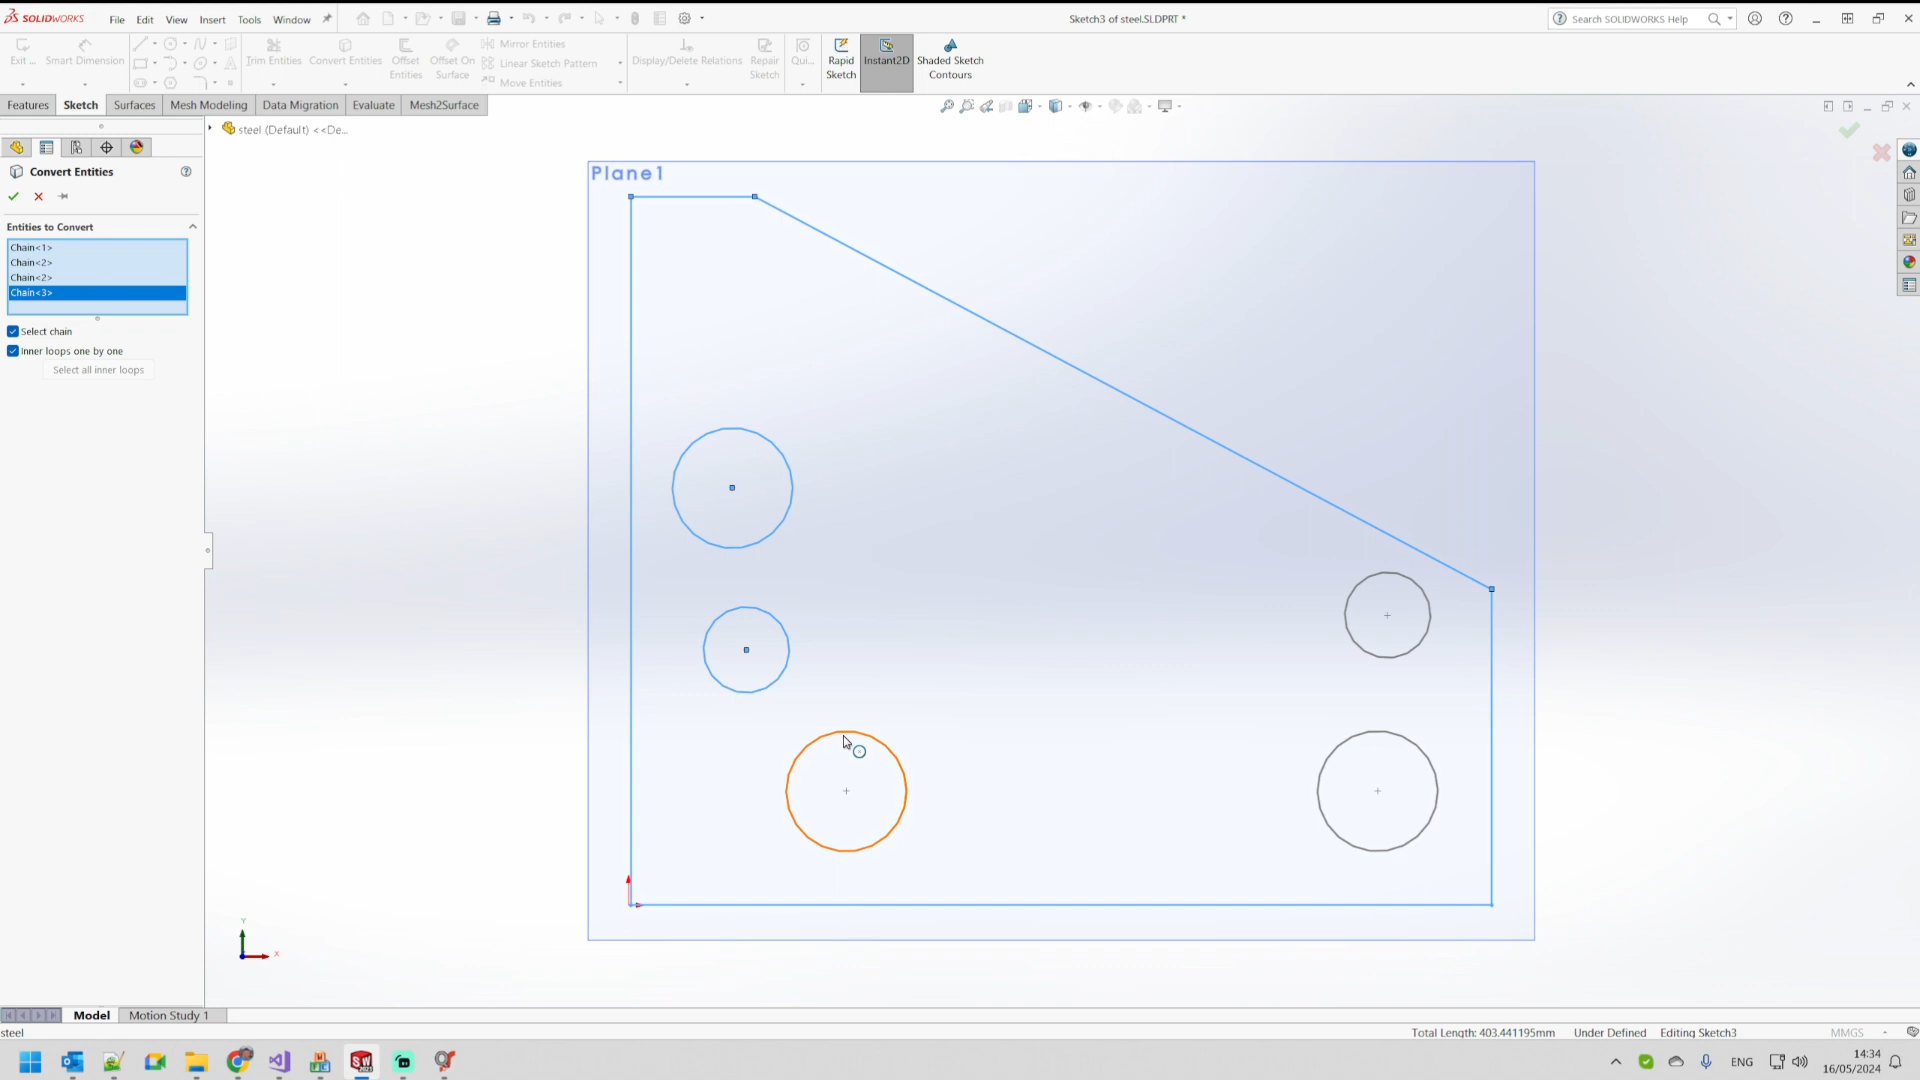 SOLIDWORKS File Edit View Insert Tools Window
Sketch3 of steel.SLDPRT *
Search SOLIDWORKS Help
Exit ... Smart Dimension Trim Entities Convert Entities Offset Entities Offset On Surface
Mirror Entities
Linear Sketch Pattern
Move Entities
Display/Delete Relations Repair Sketch Qui... Rapid Sketch Instant2D Shaded Sketch Contours
Features Sketch Surfaces Mesh Modeling Data Migration Evaluate Mesh2Surface
steel (Default) <<De...
Convert Entities
Entities to Convert
Chain<1>
Chain<2>
Chain<2>
Chain<3>
Select chain
Inner loops one by one
Select all inner loops
Plane1
Y
X
Model Motion Study 1
steel
Total Length: 403.441195mm Under Defined Editing Sketch3 MMGS
ENG
14:34
16/05/2024